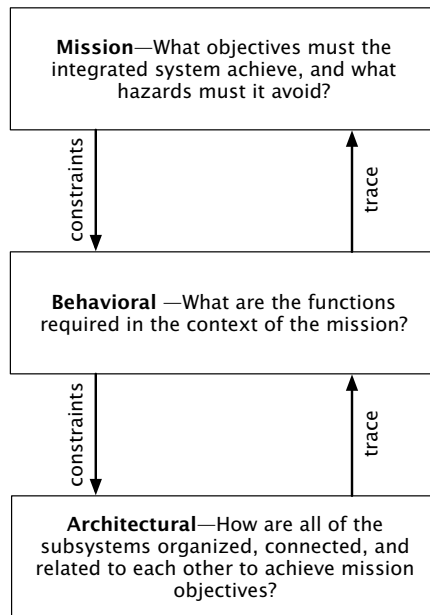 Mission—What objectives must the
integrated system achieve, and what
hazards must it avoid?
constraints
trace
Behavioral —What are the functions
required in the context of the mission?
constraints
trace
Architectural—How are all of the
subsystems organized, connected, and
related to each other to achieve mission
objectives?